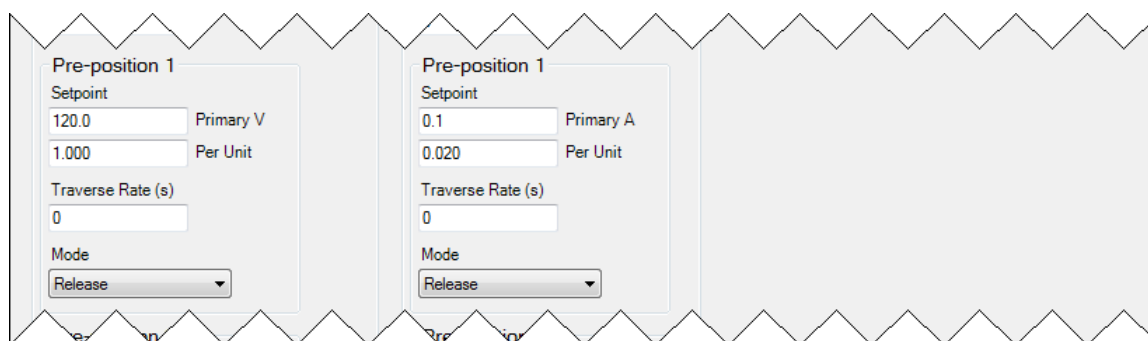 Pre-position 1
Setpoint
120.0 Primary V
1.000 Per Unit
Traverse Rate (s)
0
Mode
Release
Pre-position 1
Setpoint
0.1 Primary A
0.020 Per Unit
Traverse Rate (s)
0
Mode
Release